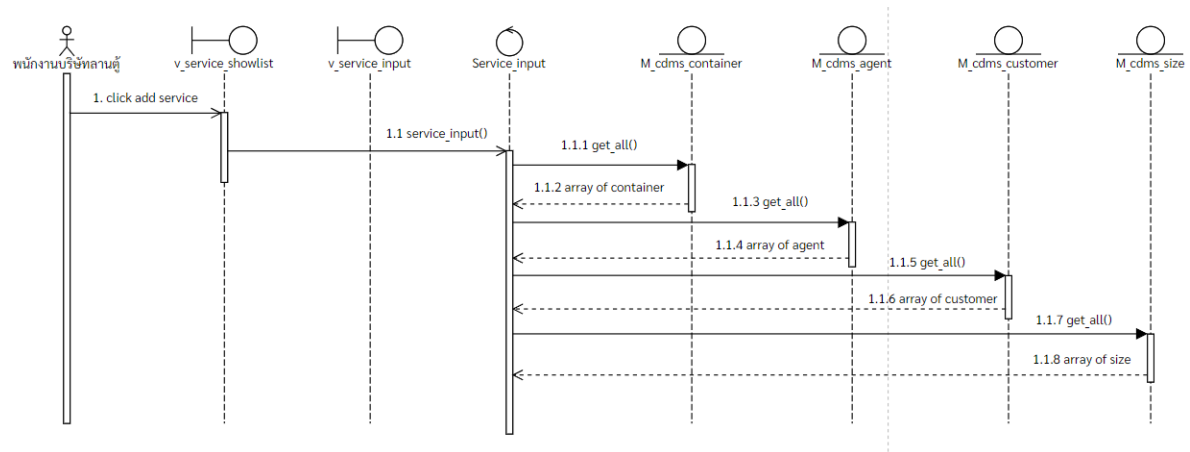 พนักงานบริษัทลานตู้
v_service_showlist
v_service_input
Service_input
M_cdms_container
M_cdms_agent
M_cdms_customer
M_cdms_size
1. click add service
1.1 service_input()
1.1.1 get_all()
1.1.2 array of container
1.1.3 get_all()
1.1.4 array of agent
1.1.5 get_all()
1.1.6 array of customer
1.1.7 get_all()
1.1.8 array of size